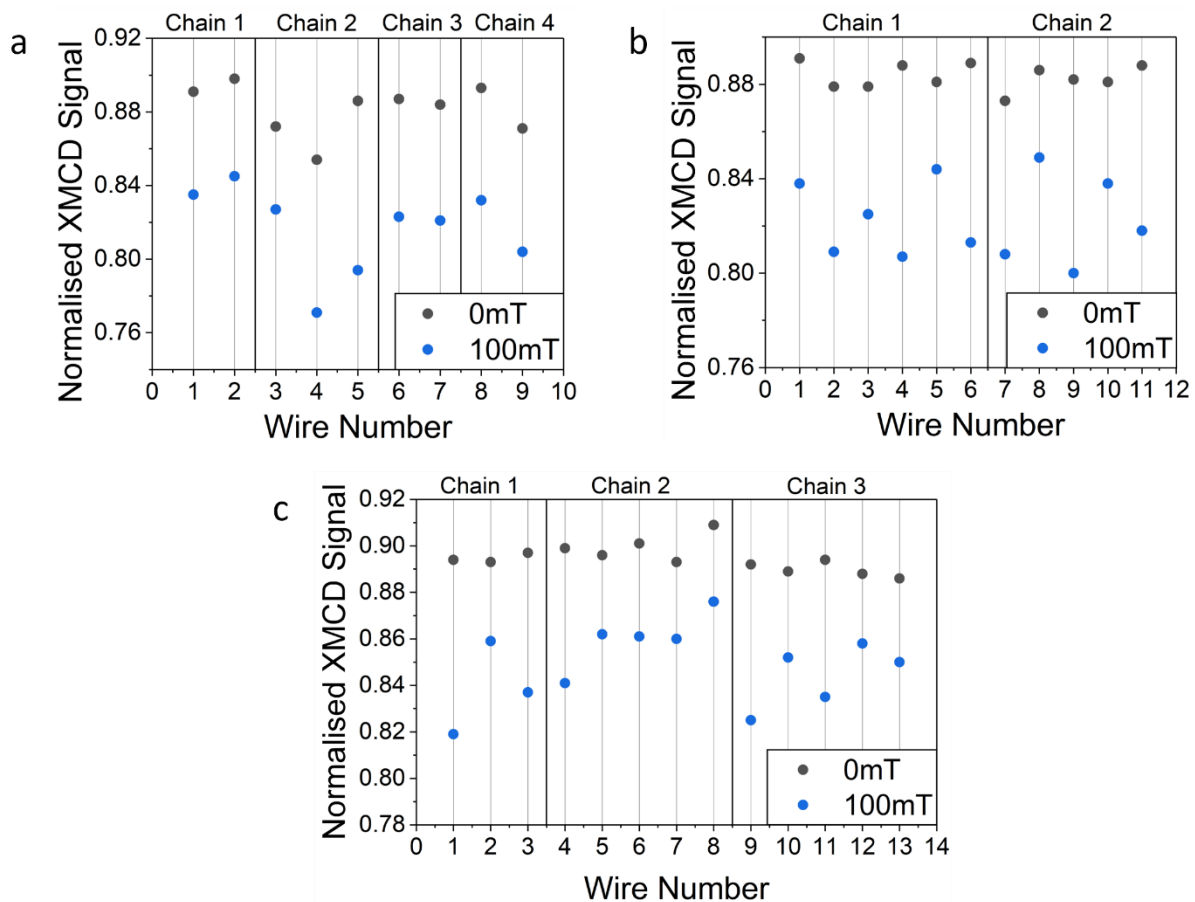 a
Chain 1 Chain 2 Chain 3 Chain 4
Normalised XMCD Signal
0.92
0.88
0.84
0.80
0.76
0mT
100mT
0 1 2 3 4 5 6 7 8 9 10
Wire Number
b
Chain 1 Chain 2
Normalised XMCD Signal
0.88
0.84
0.80
0.76
0mT
100mT
0 1 2 3 4 5 6 7 8 9 10 11 12
Wire Number
c
Chain 1 Chain 2 Chain 3
Normalised XMCD Signal
0.92
0.90
0.88
0.86
0.84
0.82
0.80
0.78
0mT
100mT
0 1 2 3 4 5 6 7 8 9 10 11 12 13 14
Wire Number